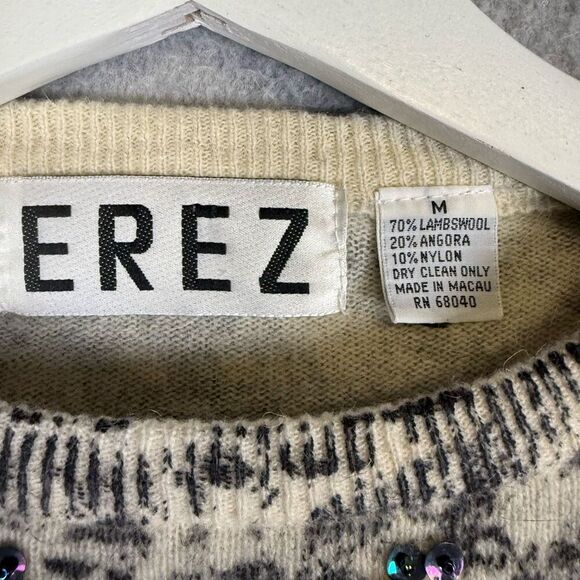 EREZ
M
70% LAMBSWOOL
20% ANGORA
10% NYLON
DRY CLEAN ONLY
MADE IN MACAU
RN 68040